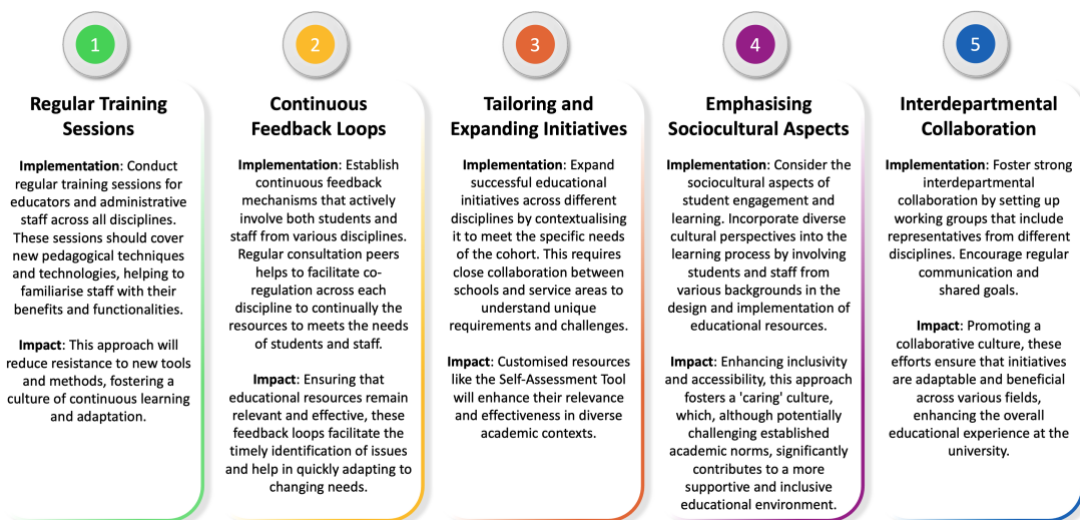 1
Regular Training
Sessions
Implementation: Conduct
regular training sessions for
educators and administrative
staff across all disciplines.
These sessions should cover
new pedagogical techniques
and technologies, helping to
familiarise staff with their
benefits and functionalities.
Impact: This approach will
reduce resistance to new tools
and methods, fostering a
culture of continuous learning
and adaptation.
2
Continuous
Feedback Loops
Implementation: Establish
continuous feedback
mechanisms that actively
involve both students and
staff from various disciplines.
Regular consultation peers
helps to facilitate co-
regulation across each
discipline to continually the
resources to meets the needs
of students and staff.
Impact: Ensuring that
educational resources remain
relevant and effective, these
feedback loops facilitate the
timely identification of issues
and help in quickly adapting to
changing needs.
3
Tailoring and
Expanding Initiatives
Implementation: Expand
successful educational
initiatives across different
disciplines by contextualising
it to meet the specific needs
of the cohort. This requires
close collaboration between
schools and service areas to
understand unique
requirements and challenges.
Impact: Customised resources
like the Self-Assessment Tool
will enhance their relevance
and effectiveness in diverse
academic contexts.
4
Emphasising
Sociocultural Aspects
Implementation: Consider the
sociocultural aspects of
student engagement and
learning. Incorporate diverse
cultural perspectives into the
learning process by involving
students and staff from
various backgrounds in the
design and implementation of
educational resources.
Impact: Enhancing inclusivity
and accessibility, this approach
fosters a 'caring' culture,
which, although potentially
challenging established
academic norms, significantly
contributes to a more
supportive and inclusive
educational environment.
5
Interdepartmental
Collaboration
Implementation: Foster strong
interdepartmental
collaboration by setting up
working groups that include
representatives from different
disciplines. Encourage regular
communication and
shared goals.
Impact: Promoting a
collaborative culture, these
efforts ensure that initiatives
are adaptable and beneficial
across various fields,
enhancing the overall
educational experience at the
university.